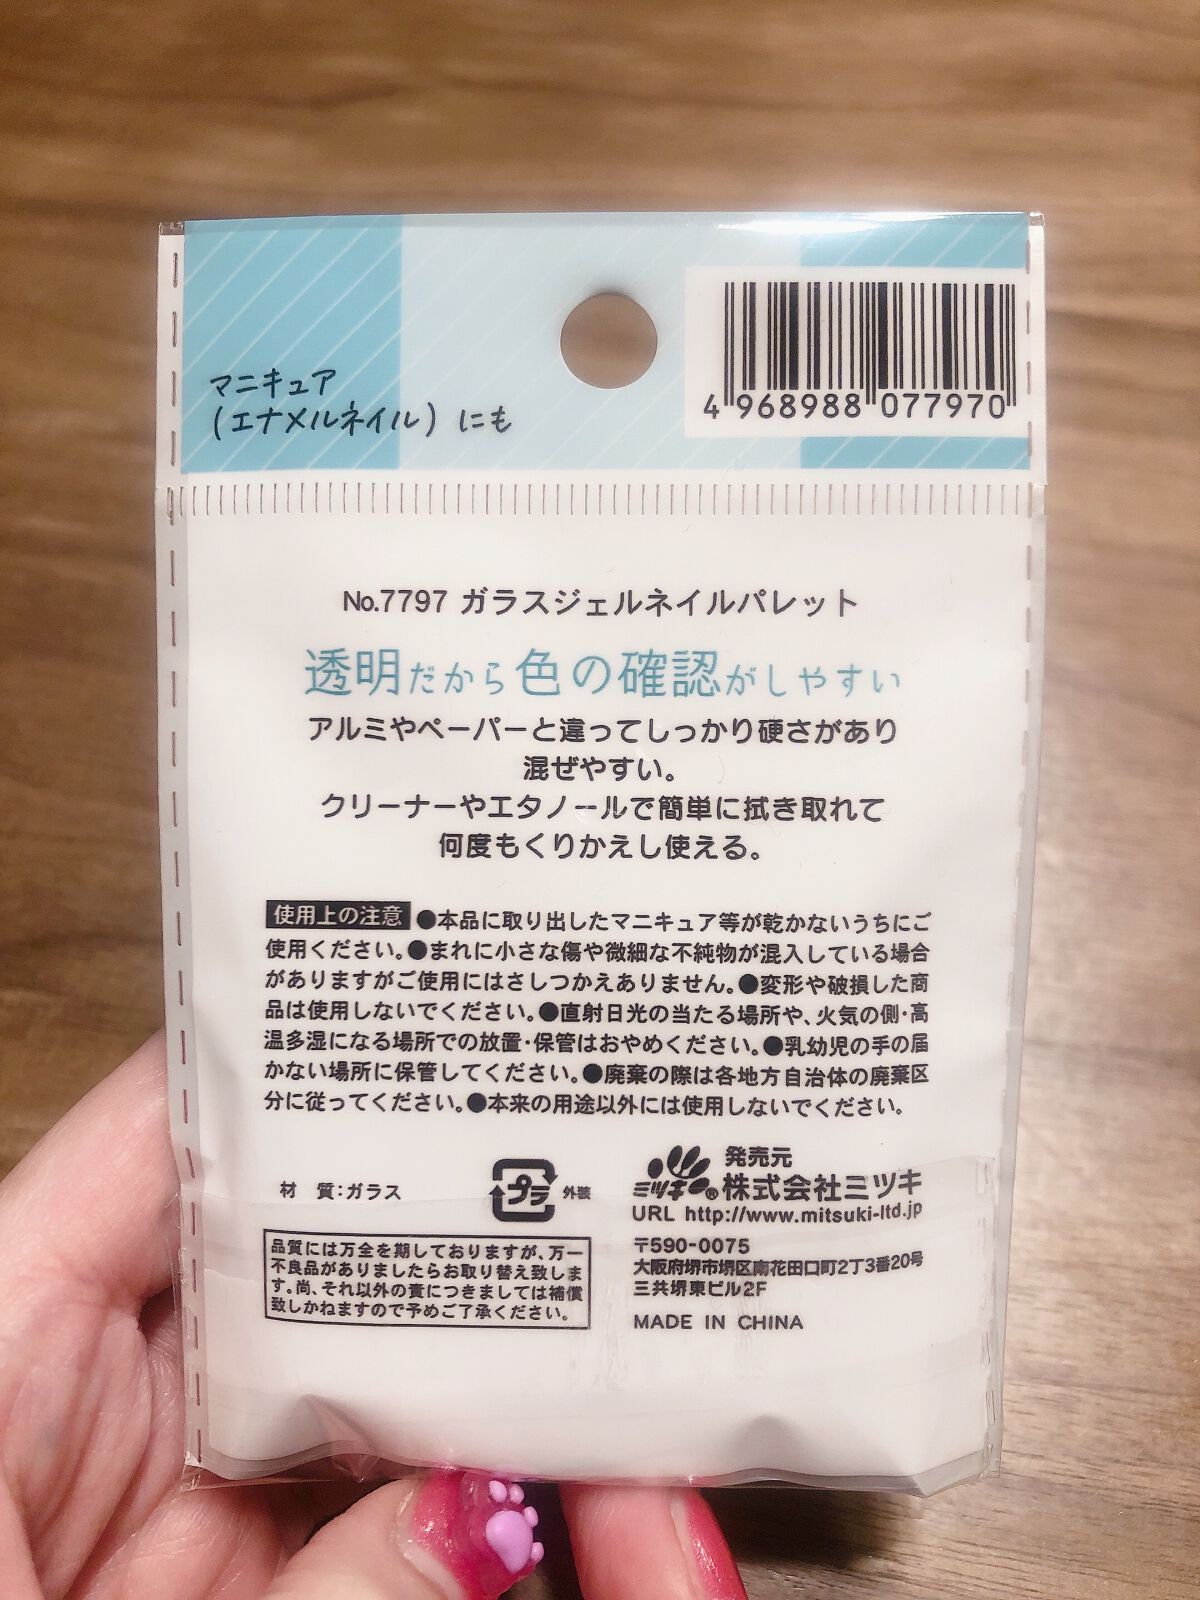 マニキュア
(エナメルネイル)にも
4 968988 077970
No.7797 ガラスジェルネイルパレット
透明だから色の確認がしやすい
アルミやペーパーと違ってしっかり硬さがあり
混ぜやすい。
クリーナーやエタノールで簡単に拭き取れて
何度もくりかえし使える。
使用上の注意 ●本品に取り出したマニキュア等が乾かないうちにご
使用ください。●まれに小さな傷や微細な不純物が混入している場合
がありますがご使用にはさしつかえありません。●変形や破損した商
品は使用しないでください。●直射日光の当たる場所や、火気の側・高
温多湿になる場所での放置・保管はおやめください。●乳幼児の手の届
かない場所に保管してください。●廃棄の際は各地方自治体の廃棄区
分に従ってください。●本来の用途以外には使用しないでください。
材 質:ガラス
プラ 外装
ミツキ® 発売元
株式会社ミツキ
URL http://www.mitsuki-ltd.jp
〒590-0075
大阪府堺市堺区南花田口町2丁3番20号
三共堺東ビル2F
MADE IN CHINA
品質には万全を期しておりますが、万一
不良品がありましたらお取り替え致しま
す。尚、それ以外の責につきましては補償
致しかねますので予めご了承ください。